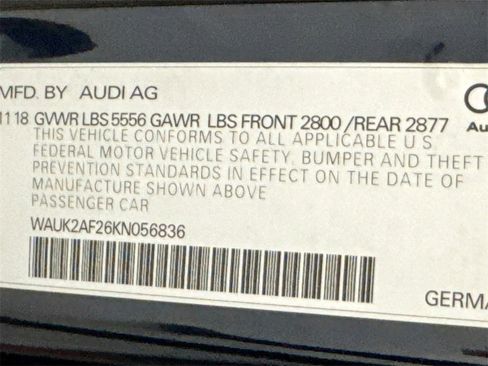 MFD. BY AUDI AG
1118 GVWR LBS 5556 GAWR LBS FRONT 2800 /REAR 2877
THIS VEHICLE CONFORMS TO ALL APPLICABLE U.S.
FEDERAL MOTOR VEHICLE SAFETY, BUMPER AND THEFT
PREVENTION STANDARDS IN EFFECT ON THE DATE OF
MANUFACTURE SHOWN ABOVE
PASSENGER CAR
WAUK2AF26KN056836